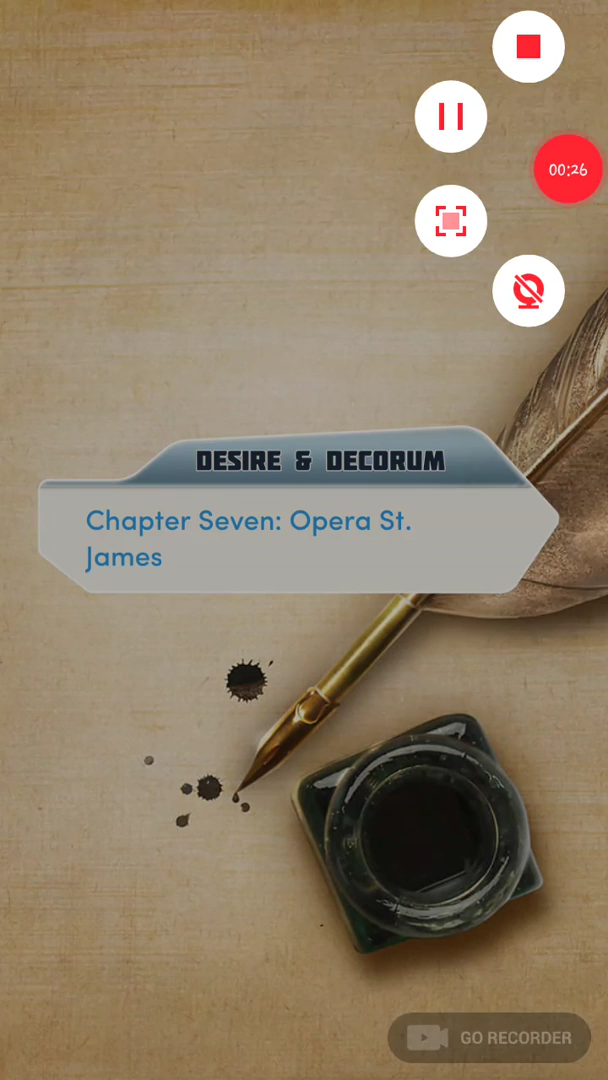 00:26
DESIRE & DECORUM
Chapter Seven: Opera St.
James
GO RECORDER